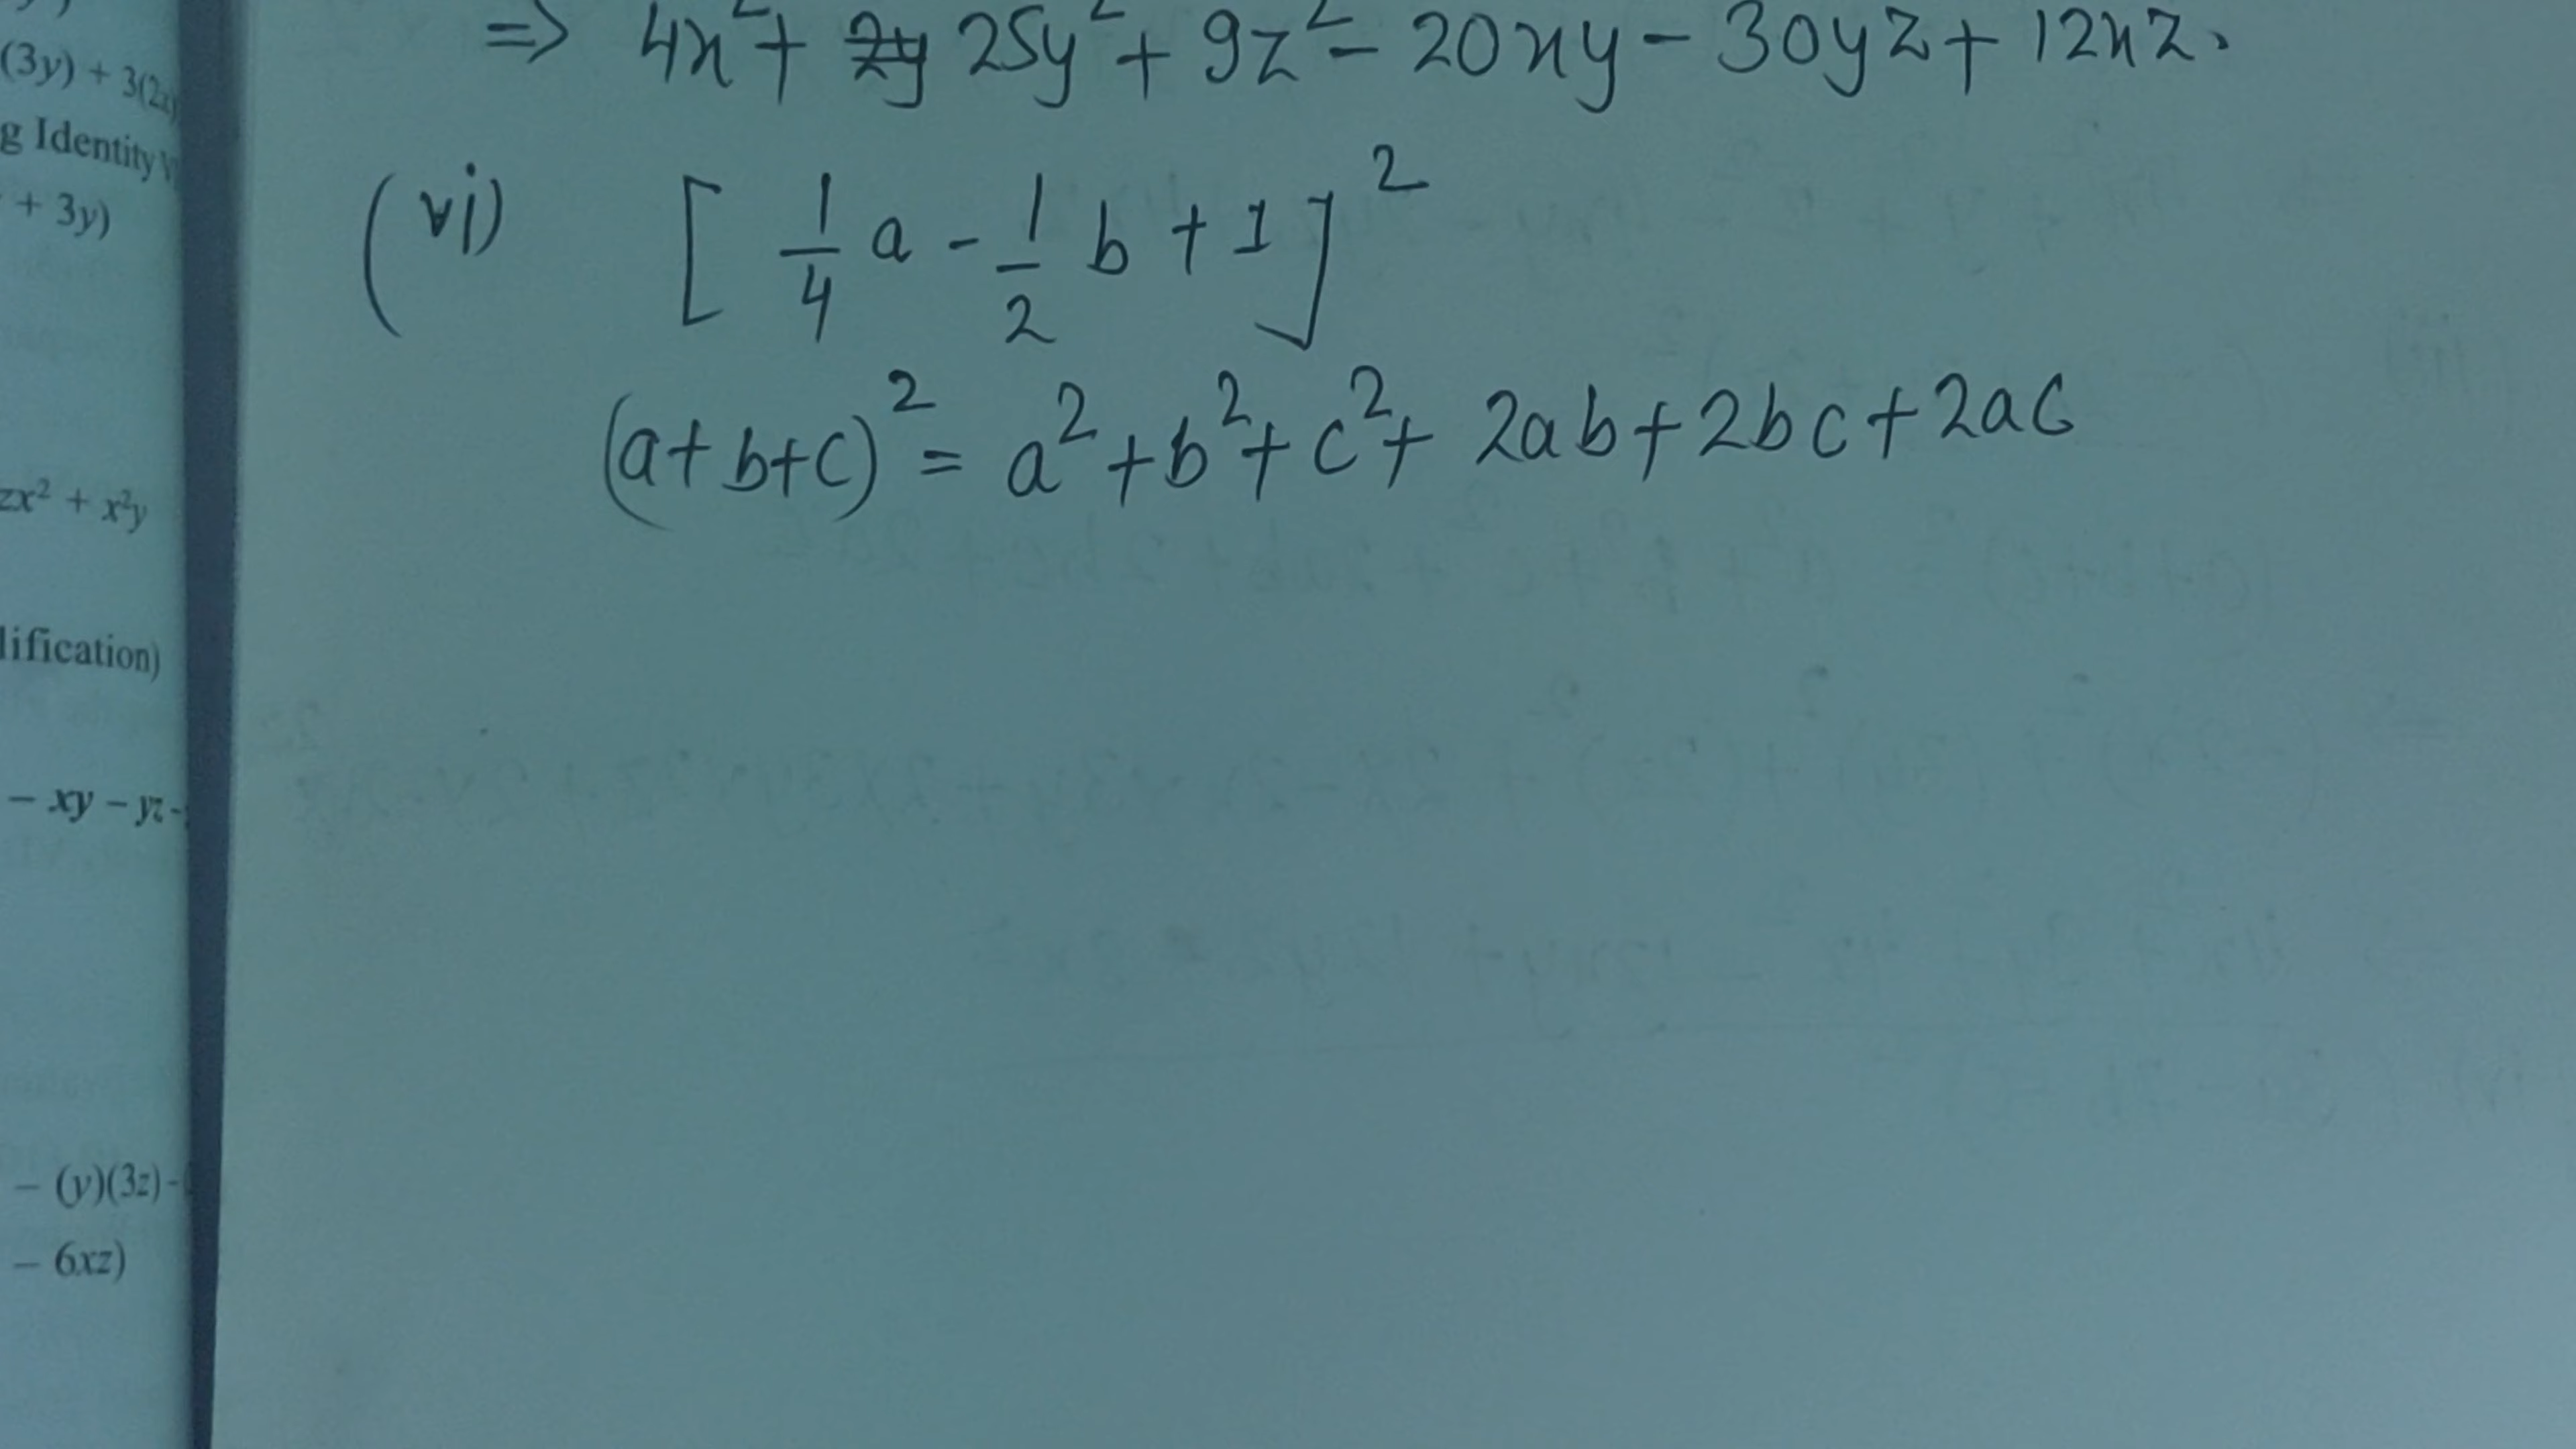 (3y) + 3(2x)
g Identity
+ 3y)
zx² + x²y
lification)
– xy – yz -
– (y)(3z) -
– 6xz)
=> 4x² + 2y 25y² + 9z² - 20xy - 30yz + 12xz.
(vi) [ 1/4 a - 1/2 b + 1 ]²
(a+b+c)² = a² + b² + c² + 2ab + 2bc + 2ac